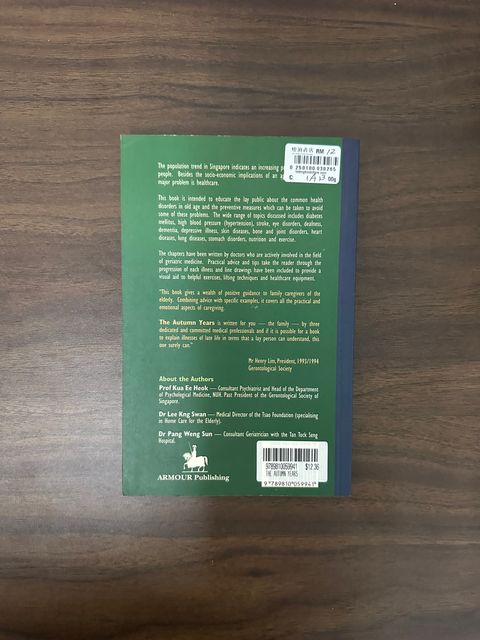 The population trend in Singapore indicates an increasing
people. Besides the socio-economic implications of an
major problem is healthcare.
This book is intended to educate the lay public about the common health
disorders in old age and the preventive measures which can be taken to avoid
some of these problems. The wide range of topics discussed includes diabetes
mellitus, high blood pressure (hypertension), stroke, eye disorders, deafness,
dementia, depressive illness, skin diseases, bone and joint disorders, heart
diseases, lung diseases, stomach disorders, nutrition and exercise.
The chapters have been written by doctors who are actively involved in the field
of geriatric medicine. Practical advice and tips take the reader through the
progression of each illness and line drawings have been included to provide a
visual aid to helpful exercises, lifting techniques and healthcare equipment.
"This book gives a wealth of positive guidance to family caregivers of the
elderly. Combining advice with specific examples, it covers all the practical and
emotional aspects of caregiving.
The Autumn Years is written for you — the family — by three
dedicated and committed medical professionals and if it is possible for a
book to explain illnesses of late life in terms that a lay person can understand, this
one surely can."
Mr Henry Lim, President, 1993/1994
Gerontological Society
About the Authors
Prof Kua Ee Heok — Consultant Psychiatrist and Head of the Department
of Psychological Medicine, NUH. Past President of the Gerontological Society of
Singapore.
Dr Lee Kng Swan — Medical Director of the Tsao Foundation (specialising
in Home Care for the Elderly).
Dr Pang Weng Sun — Consultant Geriatrician with the Tan Tock Seng
Hospital.
ARMOUR Publishing
RM 12
0 250100 030265
9789810059941 $12.36
THE AUTUMN YEARS
9 789810 059941